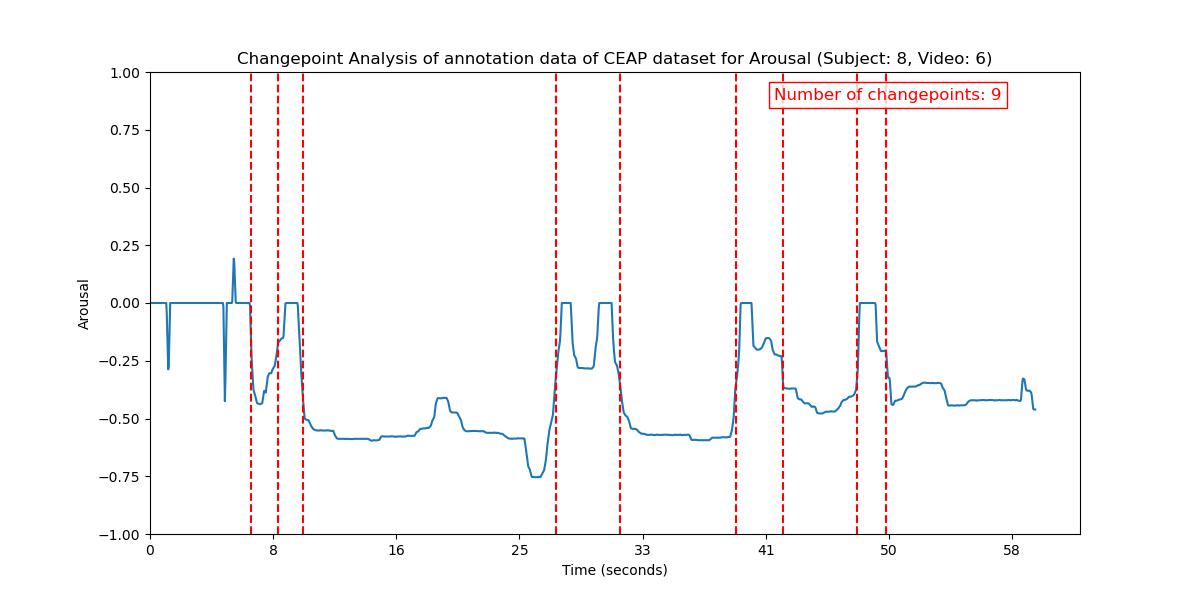 Changepoint Analysis of annotation data of CEAP dataset for Arousal (Subject: 8, Video: 6)
Number of changepoints: 9
1.00
0.75
0.50
0.25
0.00
−0.25
−0.50
−0.75
−1.00
Arousal
0 8 16 25 33 41 50 58
Time (seconds)